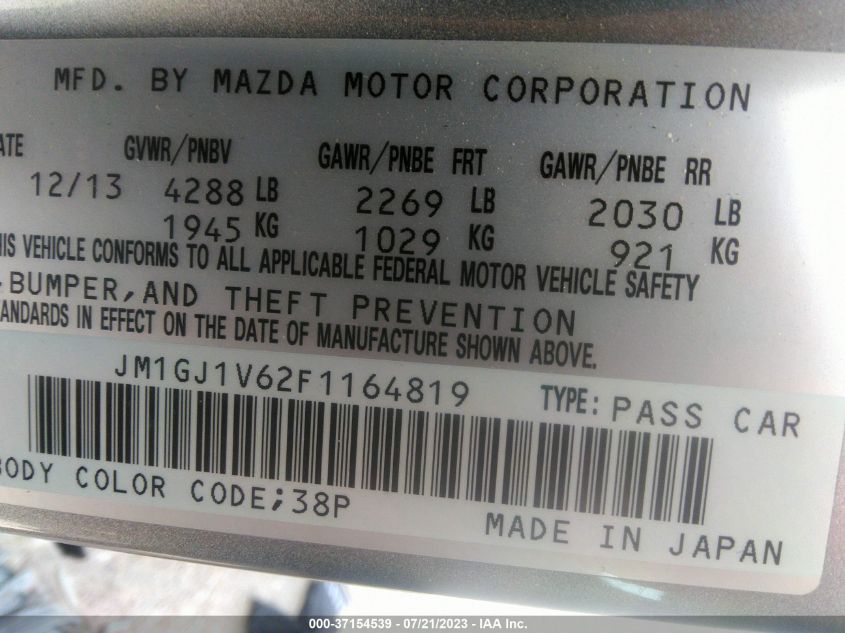 MFD. BY MAZDA MOTOR CORPORATION
ATE GVWR/PNBV GAWR/PNBE FRT GAWR/PNBE RR
12/13 4288 LB 2269 LB 2030 LB
1945 KG 1029 KG 921 KG
HIS VEHICLE CONFORMS TO ALL APPLICABLE FEDERAL MOTOR VEHICLE SAFETY
,BUMPER,AND THEFT PREVENTION
TANDARDS IN EFFECT ON THE DATE OF MANUFACTURE SHOWN ABOVE.
JM1GJ1V62F1164819 TYPE: PASS CAR
BODY COLOR CODE;38P
MADE IN JAPAN
000-37154539 - 07/21/2023 - IAA Inc.